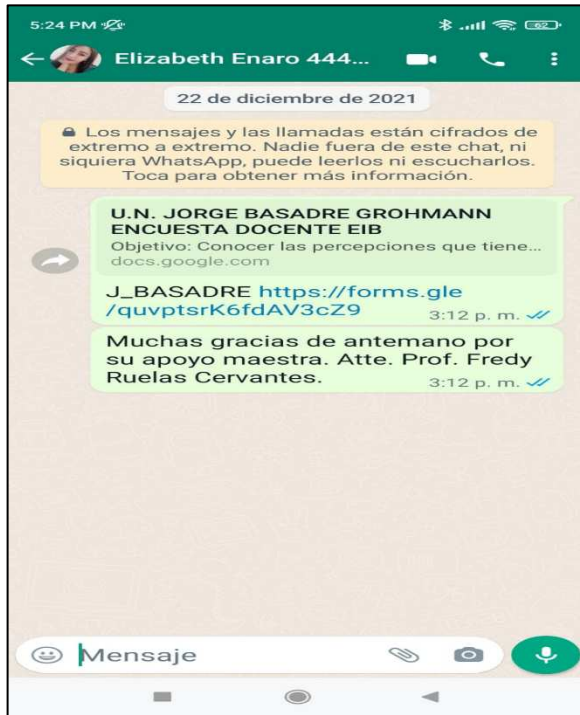 5:24 PM
62
Elizabeth Enaro 444...
22 de diciembre de 2021
Los mensajes y las llamadas están cifrados de
extremo a extremo. Nadie fuera de este chat, ni
siquiera WhatsApp, puede leerlos ni escucharlos.
Toca para obtener más información.
U.N. JORGE BASADRE GROHMANN
ENCUESTA DOCENTE EIB
Objetivo: Conocer las percepciones que tiene...
docs.google.com
J_BASADRE https://forms.gle
/quvptsrK6fdAV3cZ9
3:12 p. m.
Muchas gracias de antemano por
su apoyo maestra. Atte. Prof. Fredy
Ruelas Cervantes.
3:12 p. m.
Mensaje